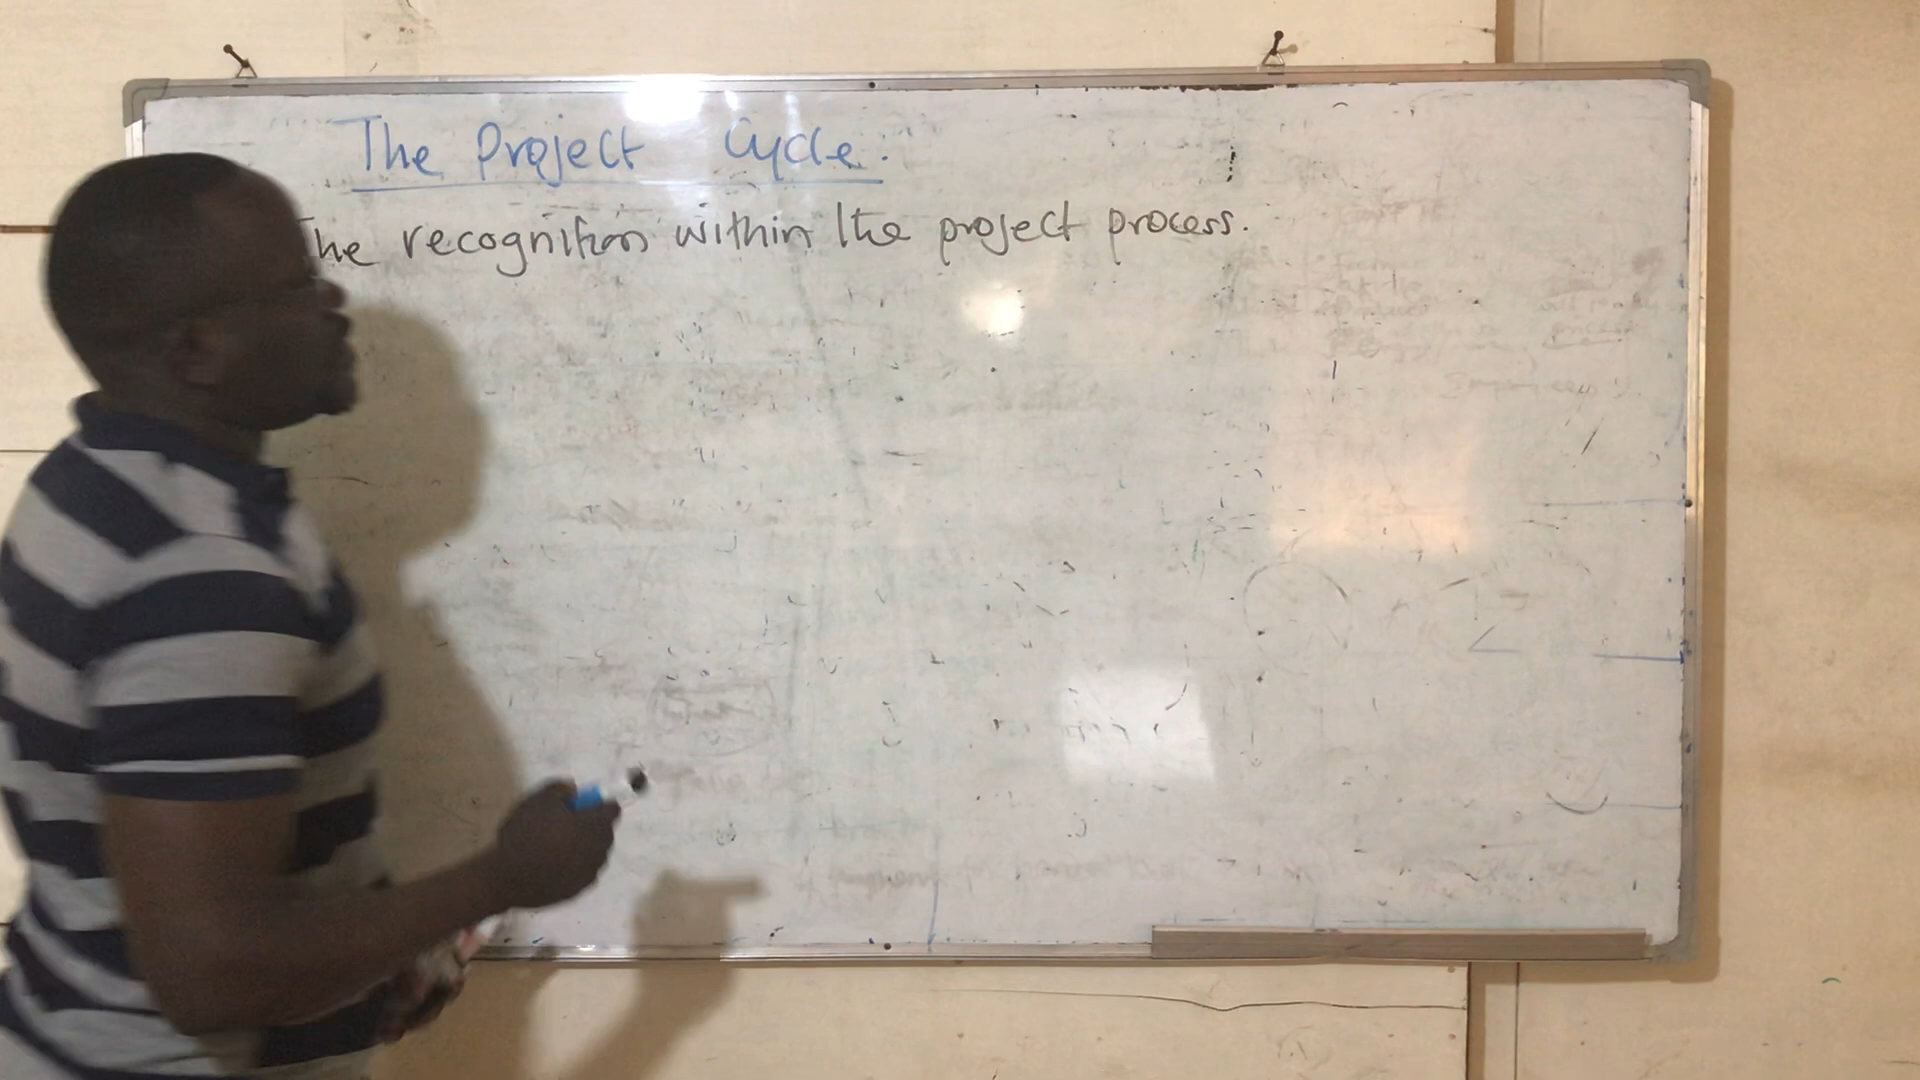 The Project Cycle:
The recognition within the project process.